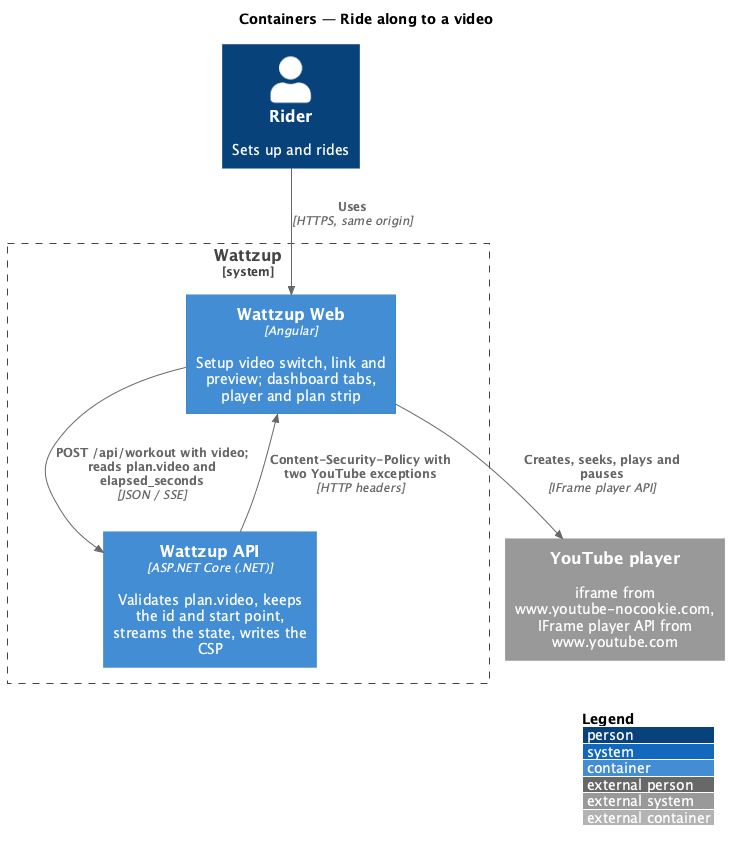 Containers — Ride along to a video
Rider
Sets up and rides
Uses
[HTTPS, same origin]
Wattzup
[system]
Wattzup Web
[Angular]
Setup video switch, link and
preview; dashboard tabs,
player and plan strip
POST /api/workout with video;
reads plan.video and
elapsed_seconds
[JSON / SSE]
Content-Security-Policy with
two YouTube exceptions
[HTTP headers]
Creates, seeks, plays and
pauses
[IFrame player API]
Wattzup API
[ASP.NET Core (.NET)]
Validates plan.video, keeps
the id and start point,
streams the state, writes the
CSP
YouTube player
iframe from
www.youtube-nocookie.com,
IFrame player API from
www.youtube.com
Legend
person
system
container
external person
external system
external container